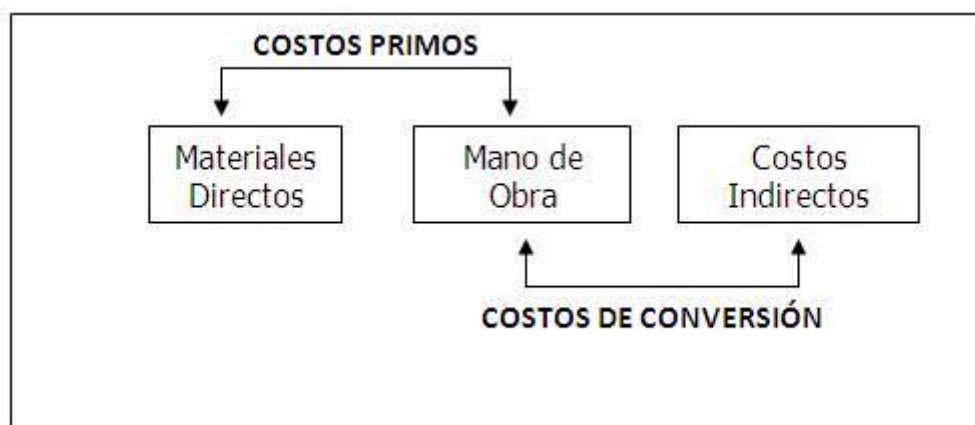 COSTOS PRIMOS
Materiales
Directos
Mano de
Obra
Costos
Indirectos
COSTOS DE CONVERSIÓN